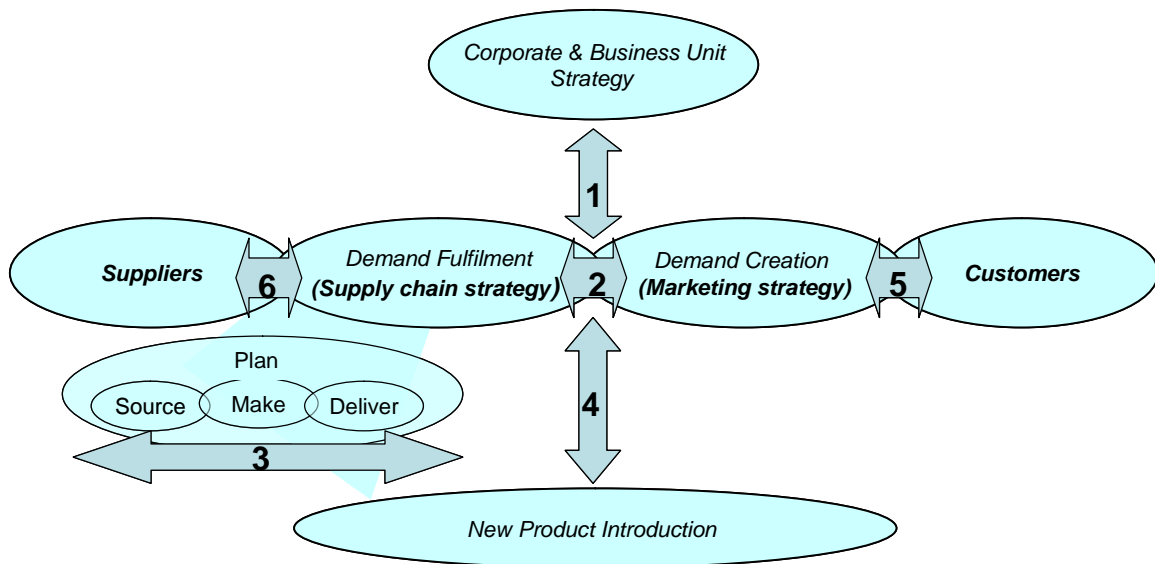 Corporate & Business Unit
Strategy
1
Suppliers
6
Demand Fulfilment
(Supply chain strategy)
2
Demand Creation
(Marketing strategy)
5
Customers
Plan
Source
Make
Deliver
3
4
New Product Introduction